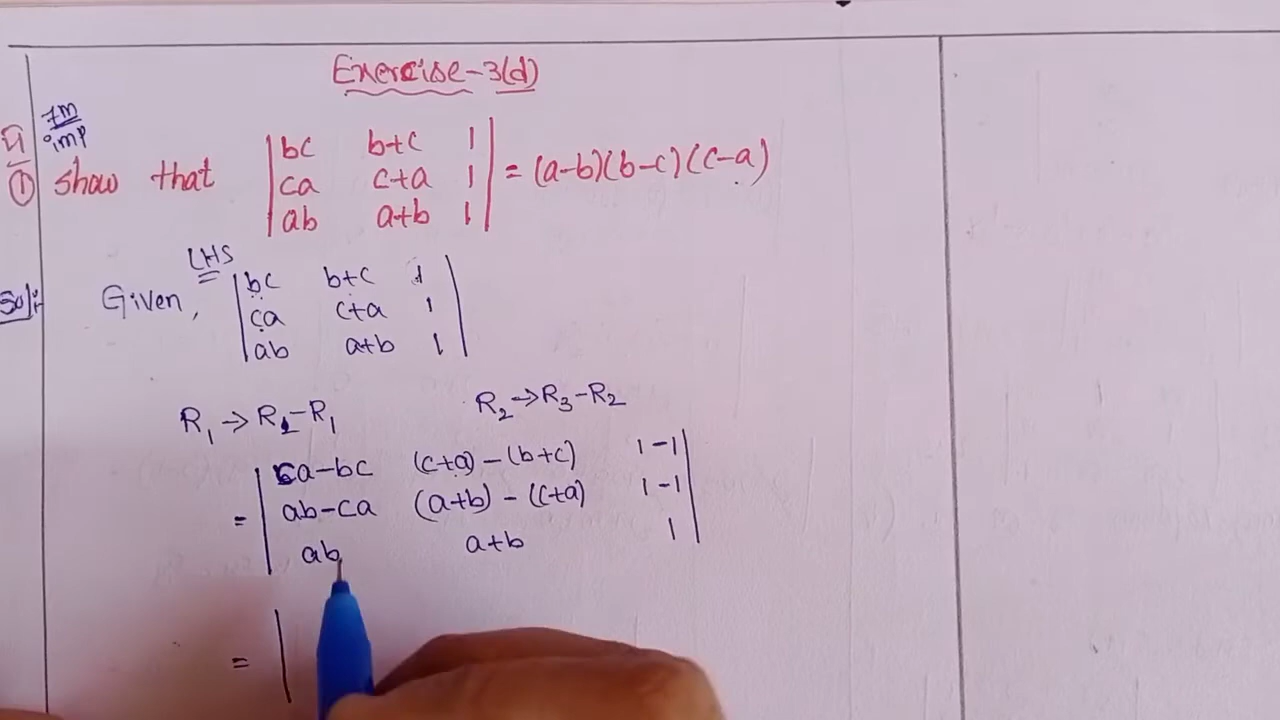 Exercise-3(d)
7m
imp
① show that | bc b+c 1 |
| ca c+a 1 | = (a-b)(b-c)(c-a)
| ab a+b 1 |
LHS
Sol: Given, | bc b+c 1 |
| ca c+a 1 |
| ab a+b 1 |
R₁→R₂-R₁ R₂→R₃-R₂
| ca-bc (c+a)-(b+c) 1-1 |
= | ab-ca (a+b)-(c+a) 1-1 |
| ab a+b 1 |
= |